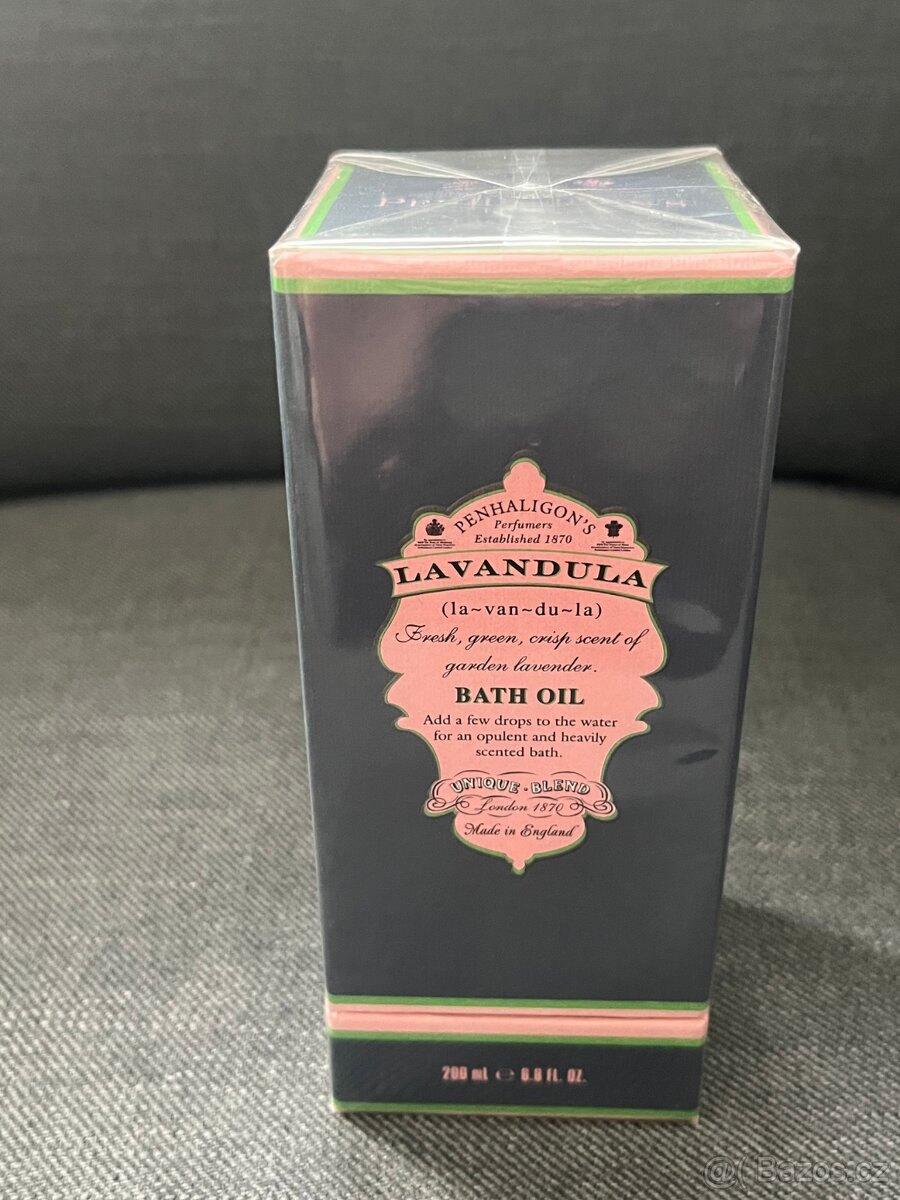 PENHALIGON'S
Perfumers
Established 1870
LAVANDULA
(la~van~du~la)
Fresh, green, crisp scent of
garden lavender.
BATH OIL
Add a few drops to the water
for an opulent and heavily
scented bath.
UNIQUE · BLEND
London 1870
Made in England
200 mL ℮ 6.8 FL. OZ.
@( Bazos.cz